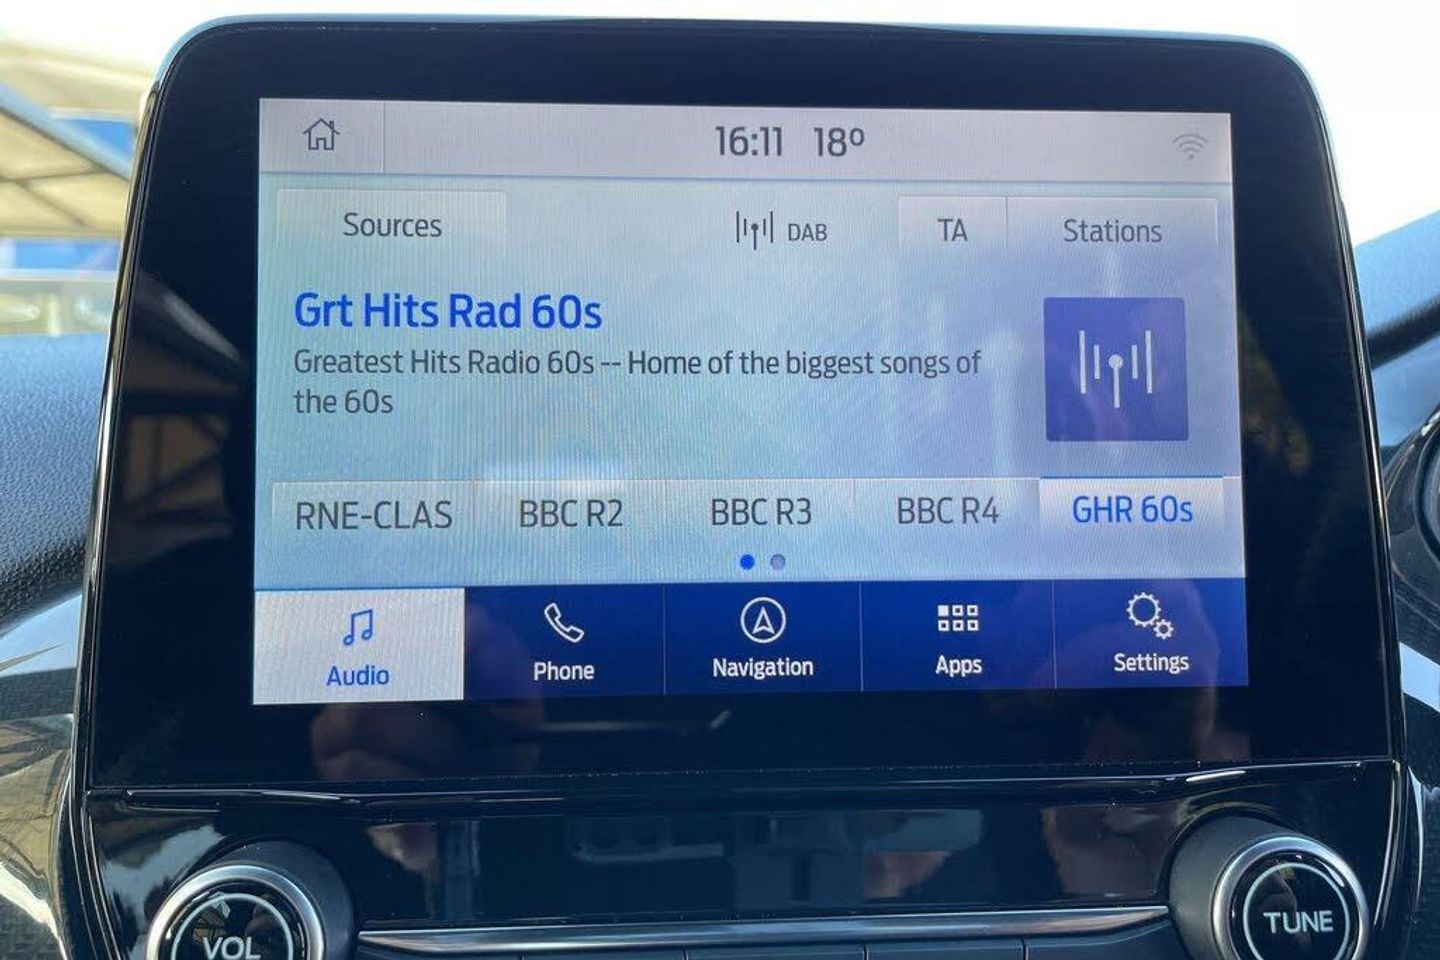 16:11 18º
Sources
DAB
TA
Stations
Grt Hits Rad 60s
Greatest Hits Radio 60s -- Home of the biggest songs of
the 60s
RNE-CLAS
BBC R2
BBC R3
BBC R4
GHR 60s
Audio
Phone
Navigation
Apps
Settings
VOL
TUNE